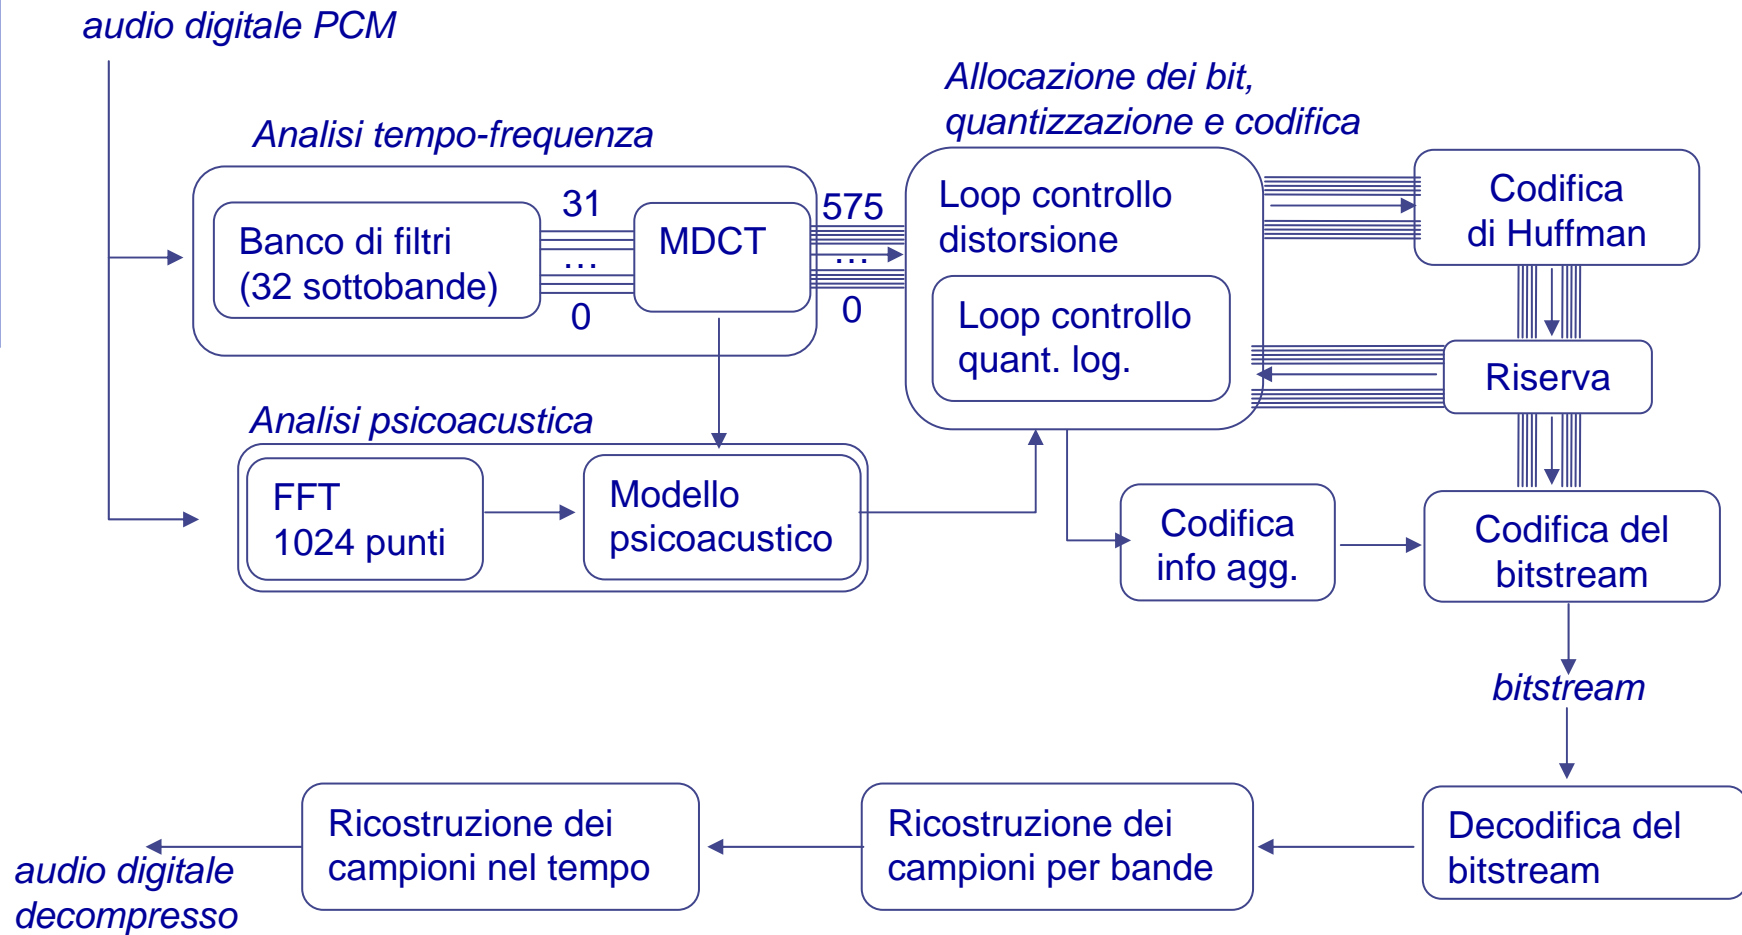 audio digitale PCM
Allocazione dei bit,
quantizzazione e codifica
Analisi tempo-frequenza
Banco di filtri
(32 sottobande)
31
…
0
MDCT
575
…
0
Loop controllo
distorsione
Loop controllo
quant. log.
Codifica
di Huffman
Riserva
Analisi psicoacustica
FFT
1024 punti
Modello
psicoacustico
Codifica
info agg.
Codifica del
bitstream
bitstream
Decodifica del
bitstream
Ricostruzione dei
campioni per bande
Ricostruzione dei
campioni nel tempo
audio digitale
decompresso